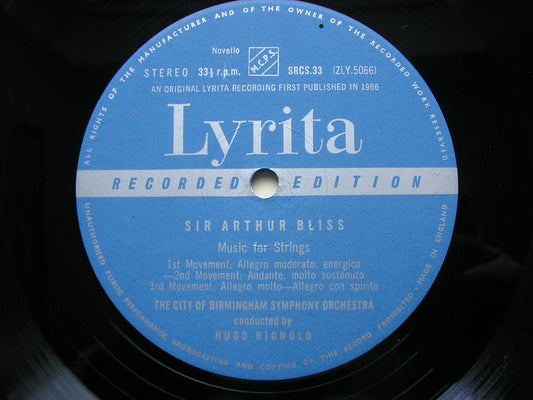 ALL RIGHTS OF THE MANUFACTURER AND OF THE OWNER OF THE RECORDED WORK RESERVED
Novello
M.C.P.S.
STEREO 33⅓ r.p.m. SRCS.33 (ZLY.5066)
AN ORIGINAL LYRITA RECORDING FIRST PUBLISHED IN 1966
Lyrita
RECORDED EDITION
SIR ARTHUR BLISS
Music for Strings
1st Movement; Allegro moderato, energico
—2nd Movement; Andante, molto sostenuto
3rd Movement; Allegro molto—Allegro con spirito
THE CITY OF BIRMINGHAM SYMPHONY ORCHESTRA
conducted by
HUGO RIGNOLD
UNAUTHORISED PUBLIC PERFORMANCE, BROADCASTING AND COPYING OF THIS RECORD PROHIBITED · MADE IN ENGLAND